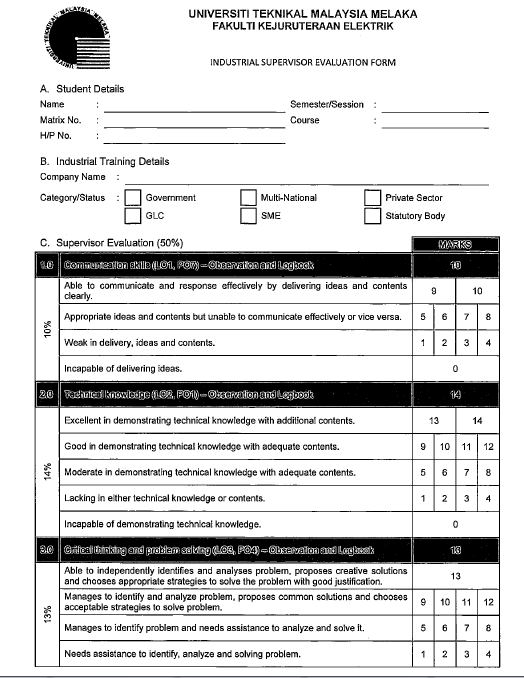 UNIVERSITI TEKNIKAL MALAYSIA MELAKA
FAKULTI KEJURUTERAAN ELEKTRIK
INDUSTRIAL SUPERVISOR EVALUATION FORM
UNIVERSITI TEKNIKAL MALAYSIA MELAKA
A. Student Details
Name : Semester/Session :
Matrix No. : Course :
H/P No. :
B. Industrial Training Details
Company Name :
Category/Status : Government Multi-National Private Sector
GLC SME Statutory Body
C. Supervisor Evaluation (50%) MARKS
1.0 Communication skills (LO1, PO7) – Observation and Logbook 10
10%
Able to communicate and response effectively by delivering ideas and contents
clearly. 9 10
Appropriate ideas and contents but unable to communicate effectively or vice versa. 5 6 7 8
Weak in delivery, ideas and contents. 1 2 3 4
Incapable of delivering ideas. 0
2.0 Technical knowledge (LO2, PO1) – Observation and Logbook 14
14%
Excellent in demonstrating technical knowledge with additional contents. 13 14
Good in demonstrating technical knowledge with adequate contents. 9 10 11 12
Moderate in demonstrating technical knowledge with adequate contents. 5 6 7 8
Lacking in either technical knowledge or contents. 1 2 3 4
Incapable of demonstrating technical knowledge. 0
3.0 Critical thinking and problem solving (LO3, PO4) – Observation and Logbook 13
13%
Able to independently identifies and analyses problem, proposes creative solutions
and chooses appropriate strategies to solve the problem with good justification. 13
Manages to identify and analyze problem, proposes common solutions and chooses
acceptable strategies to solve problem. 9 10 11 12
Manages to identify problem and needs assistance to analyze and solve it. 5 6 7 8
Needs assistance to identify, analyze and solving problem. 1 2 3 4